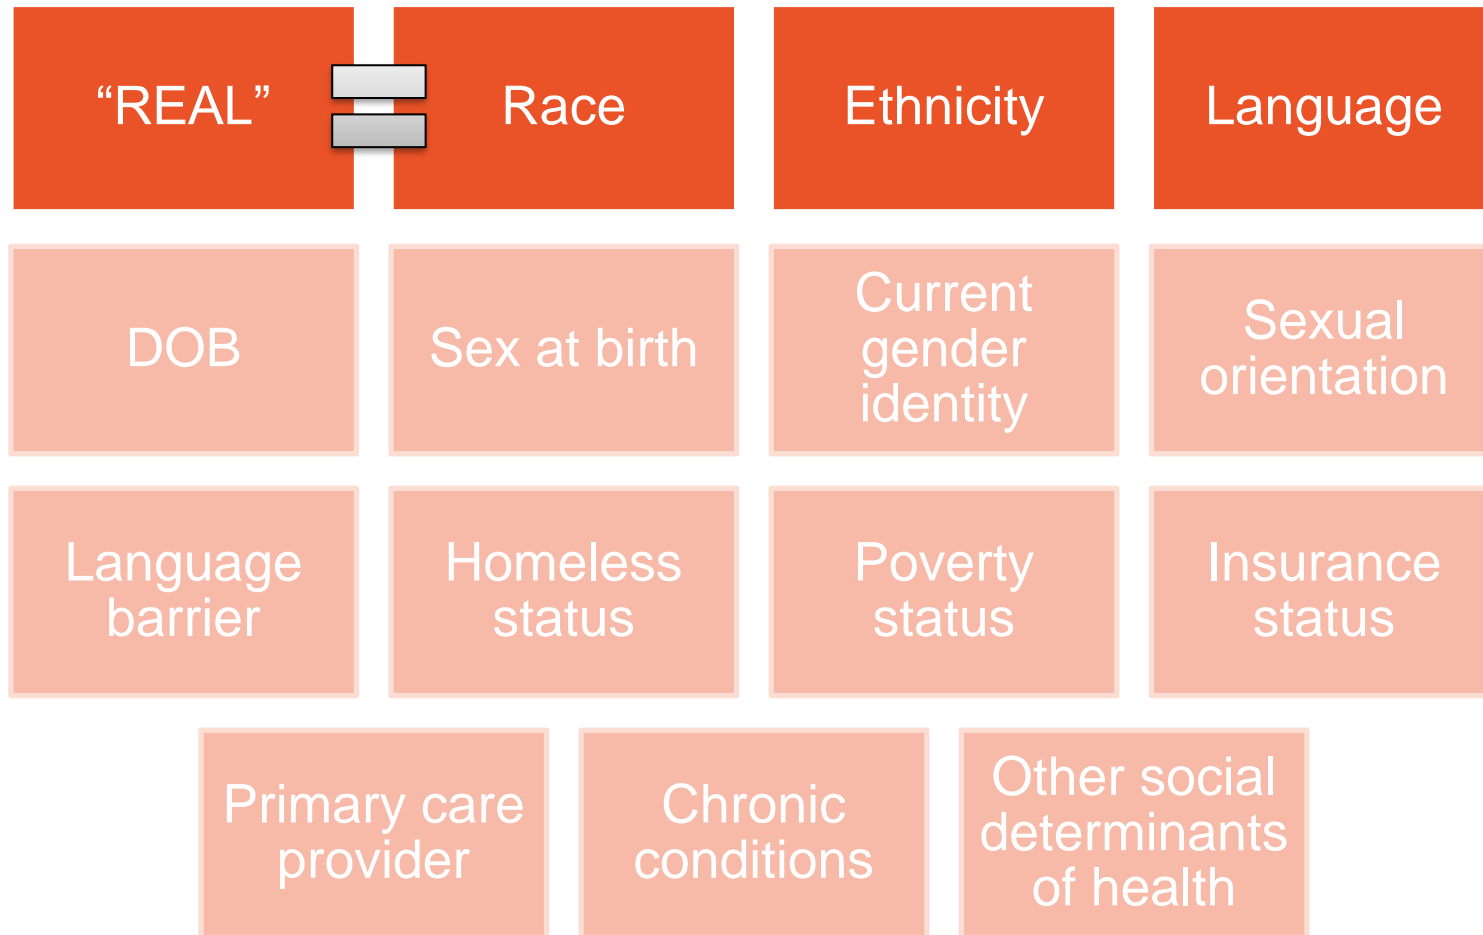 “REAL”
Race
Ethnicity
Language
DOB
Sex at birth
Current
gender
identity
Sexual
orientation
Language
barrier
Homeless
status
Poverty
status
Insurance
status
Primary care
provider
Chronic
conditions
Other social
determinants
of health